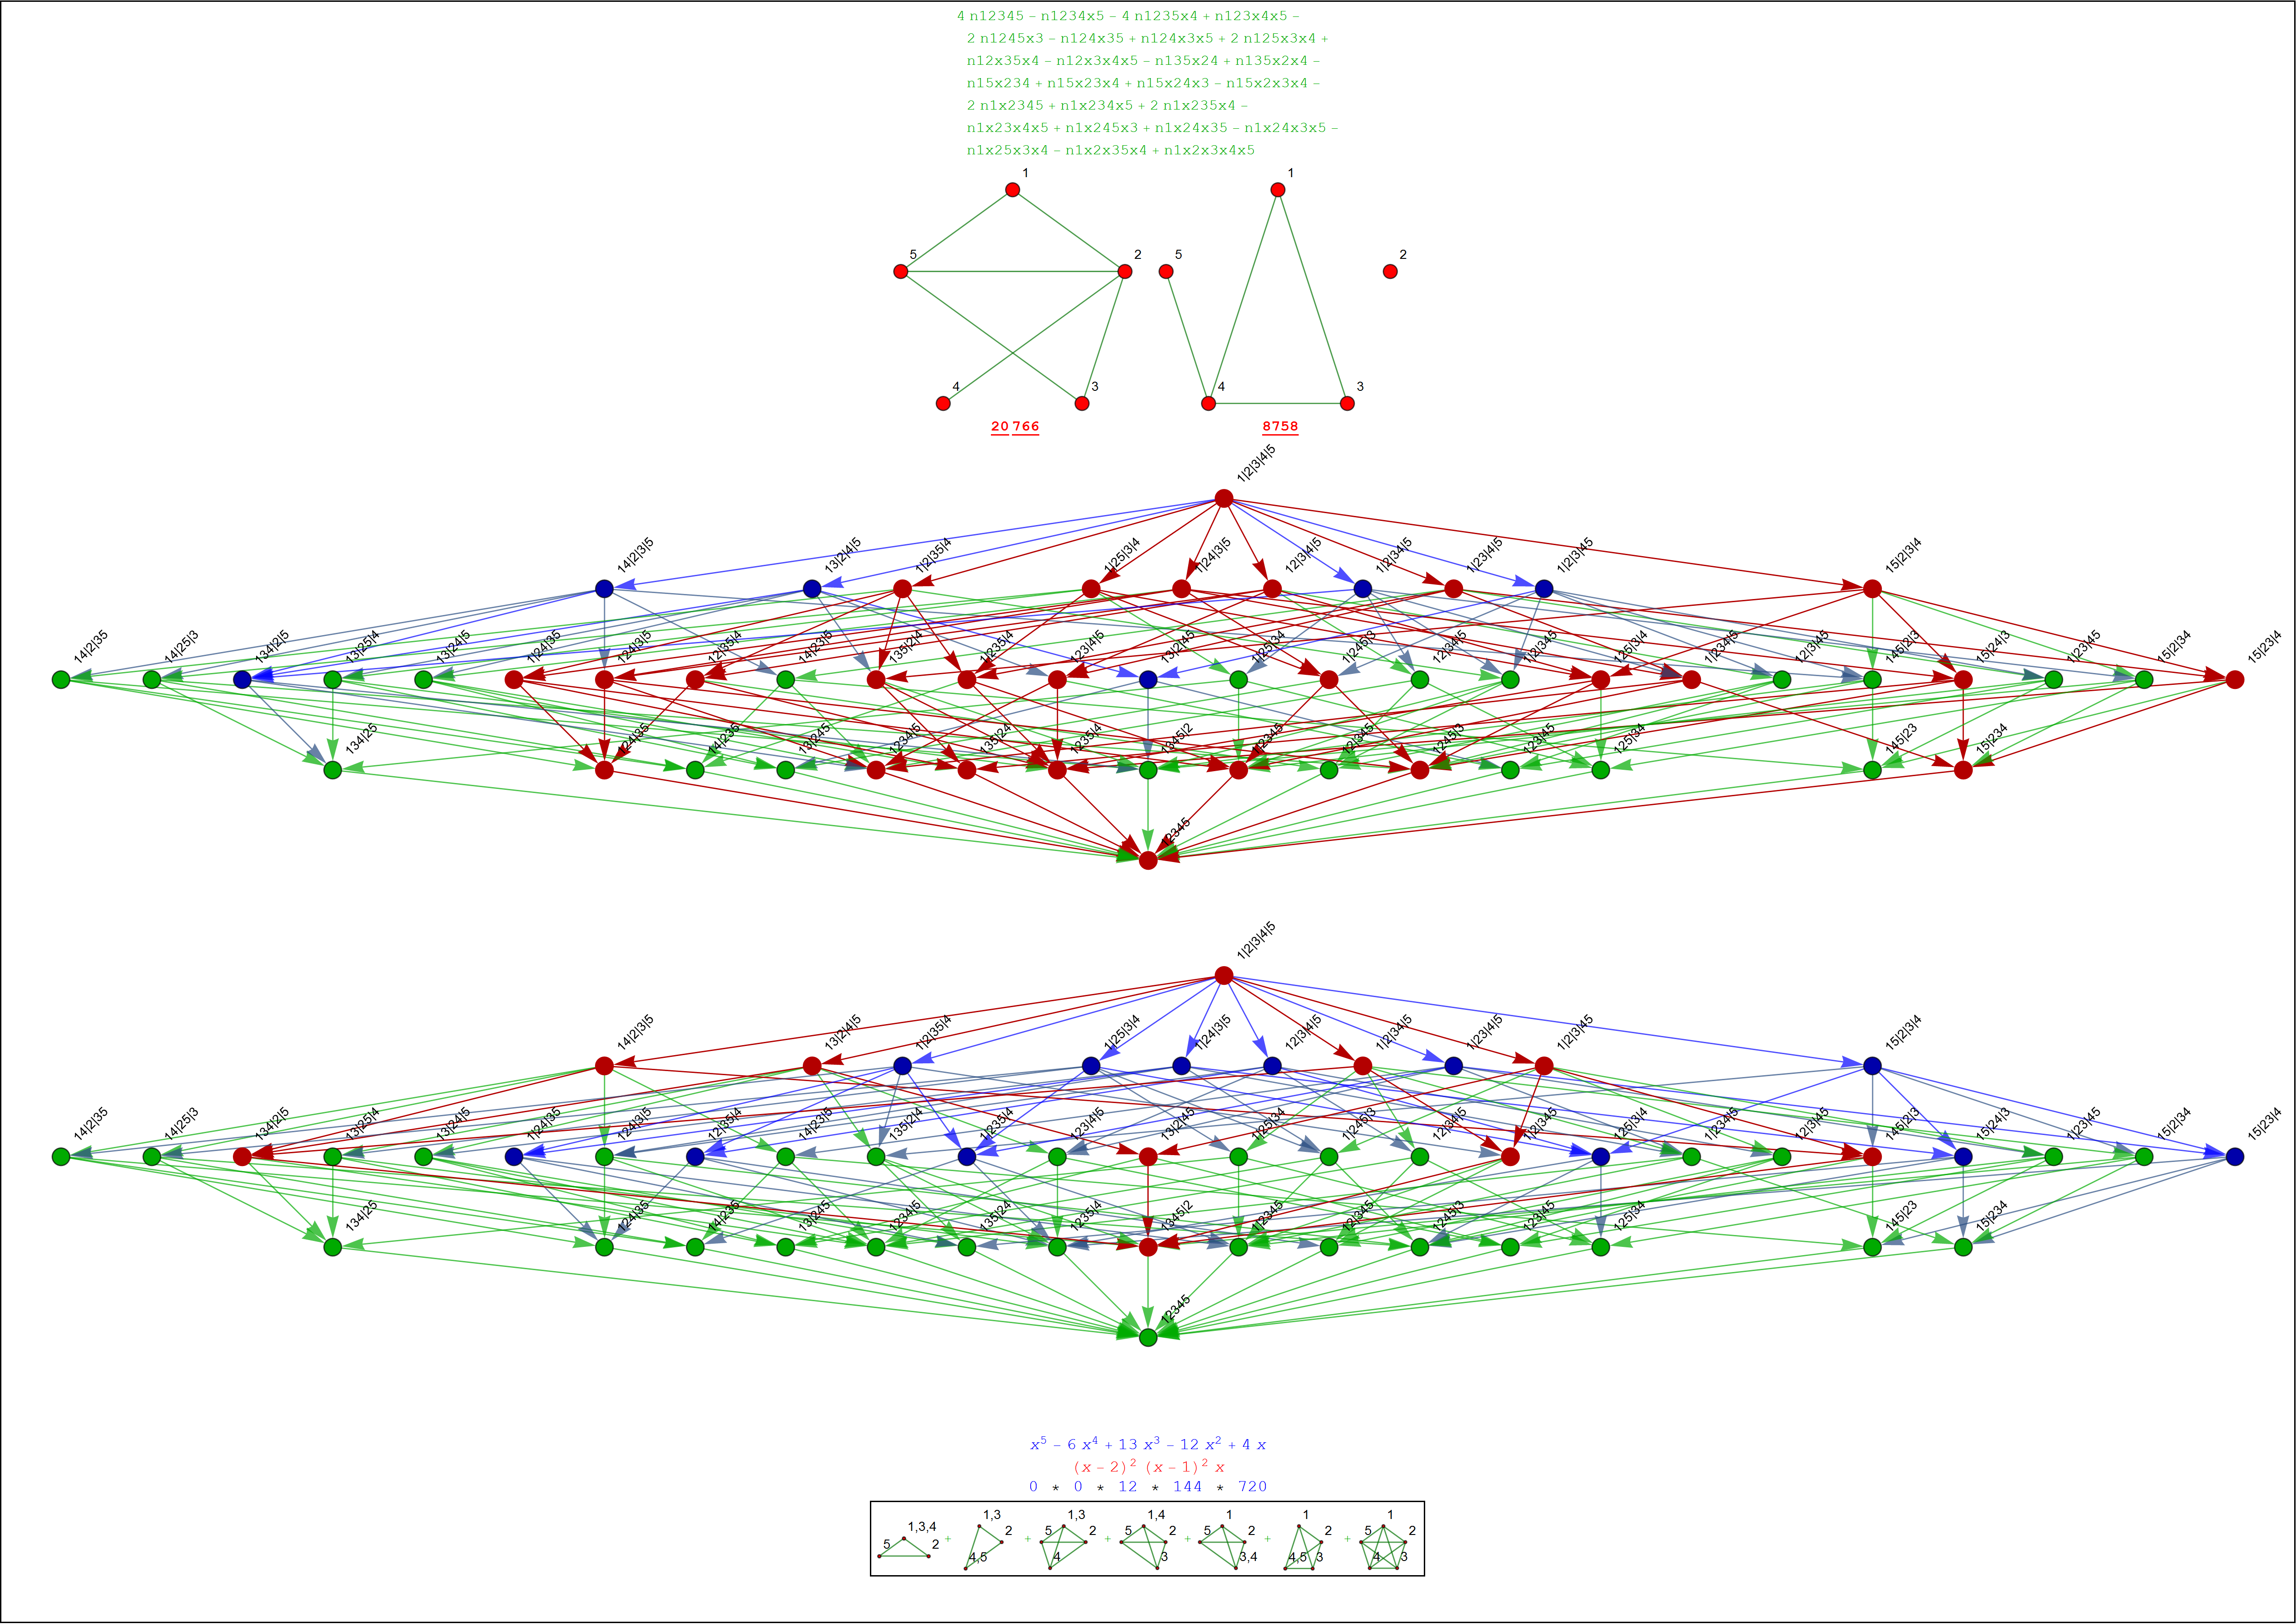 4 n12345 − n1234x5 − 4 n1235x4 + n123x4x5 −
2 n1245x3 − n124x35 + n124x3x5 + 2 n125x3x4 +
n12x35x4 − n12x3x4x5 − n135x24 + n135x2x4 −
n15x234 + n15x23x4 + n15x24x3 − n15x2x3x4 −
2 n1x2345 + n1x234x5 + 2 n1x235x4 −
n1x23x4x5 + n1x245x3 + n1x24x35 − n1x24x3x5 −
n1x25x3x4 − n1x2x35x4 + n1x2x3x4x5
1 1
5 2 5 2
4 3 4 3
20 766 8758
1|2|3|4|5
14|2|3|5 13|2|4|5 1|2|35|4 1|25|3|4 1|24|3|5 12|3|4|5 1|2|34|5 1|23|4|5 1|2|3|45 15|2|3|4
14|2|35 14|25|3 134|2|5 13|25|4 13|24|5 1|24|35 124|3|5 12|35|4 14|23|5 135|2|4 1|235|4 123|4|5 13|2|45 1|25|34 1|245|3 12|34|5 1|2|345 125|3|4 1|234|5 12|3|45 145|2|3 15|24|3 1|23|45 15|2|34 15|23|4
134|25 124|35 14|235 13|245 1234|5 135|24 1235|4 1345|2 1|2345 12|345 1245|3 123|45 125|34 145|23 15|234
12345
1|2|3|4|5
14|2|3|5 13|2|4|5 1|2|35|4 1|25|3|4 1|24|3|5 12|3|4|5 1|2|34|5 1|23|4|5 1|2|3|45 15|2|3|4
14|2|35 14|25|3 134|2|5 13|25|4 13|24|5 1|24|35 124|3|5 12|35|4 14|23|5 135|2|4 1|235|4 123|4|5 13|2|45 1|25|34 1|245|3 12|34|5 1|2|345 125|3|4 1|234|5 12|3|45 145|2|3 15|24|3 1|23|45 15|2|34 15|23|4
134|25 124|35 14|235 13|245 1234|5 135|24 1235|4 1345|2 1|2345 12|345 1245|3 123|45 125|34 145|23 15|234
12345
x⁵ − 6 x⁴ + 13 x³ − 12 x² + 4 x
(x − 2)² (x − 1)² x
0 * 0 * 12 * 144 * 720
1,3,4 5 2 + 1,3 2 4,5 + 1,3 5 2 4 + 1,4 5 2 3 + 1 5 2 3,4 + 1 2 4,5 3 + 1 5 2 4 3